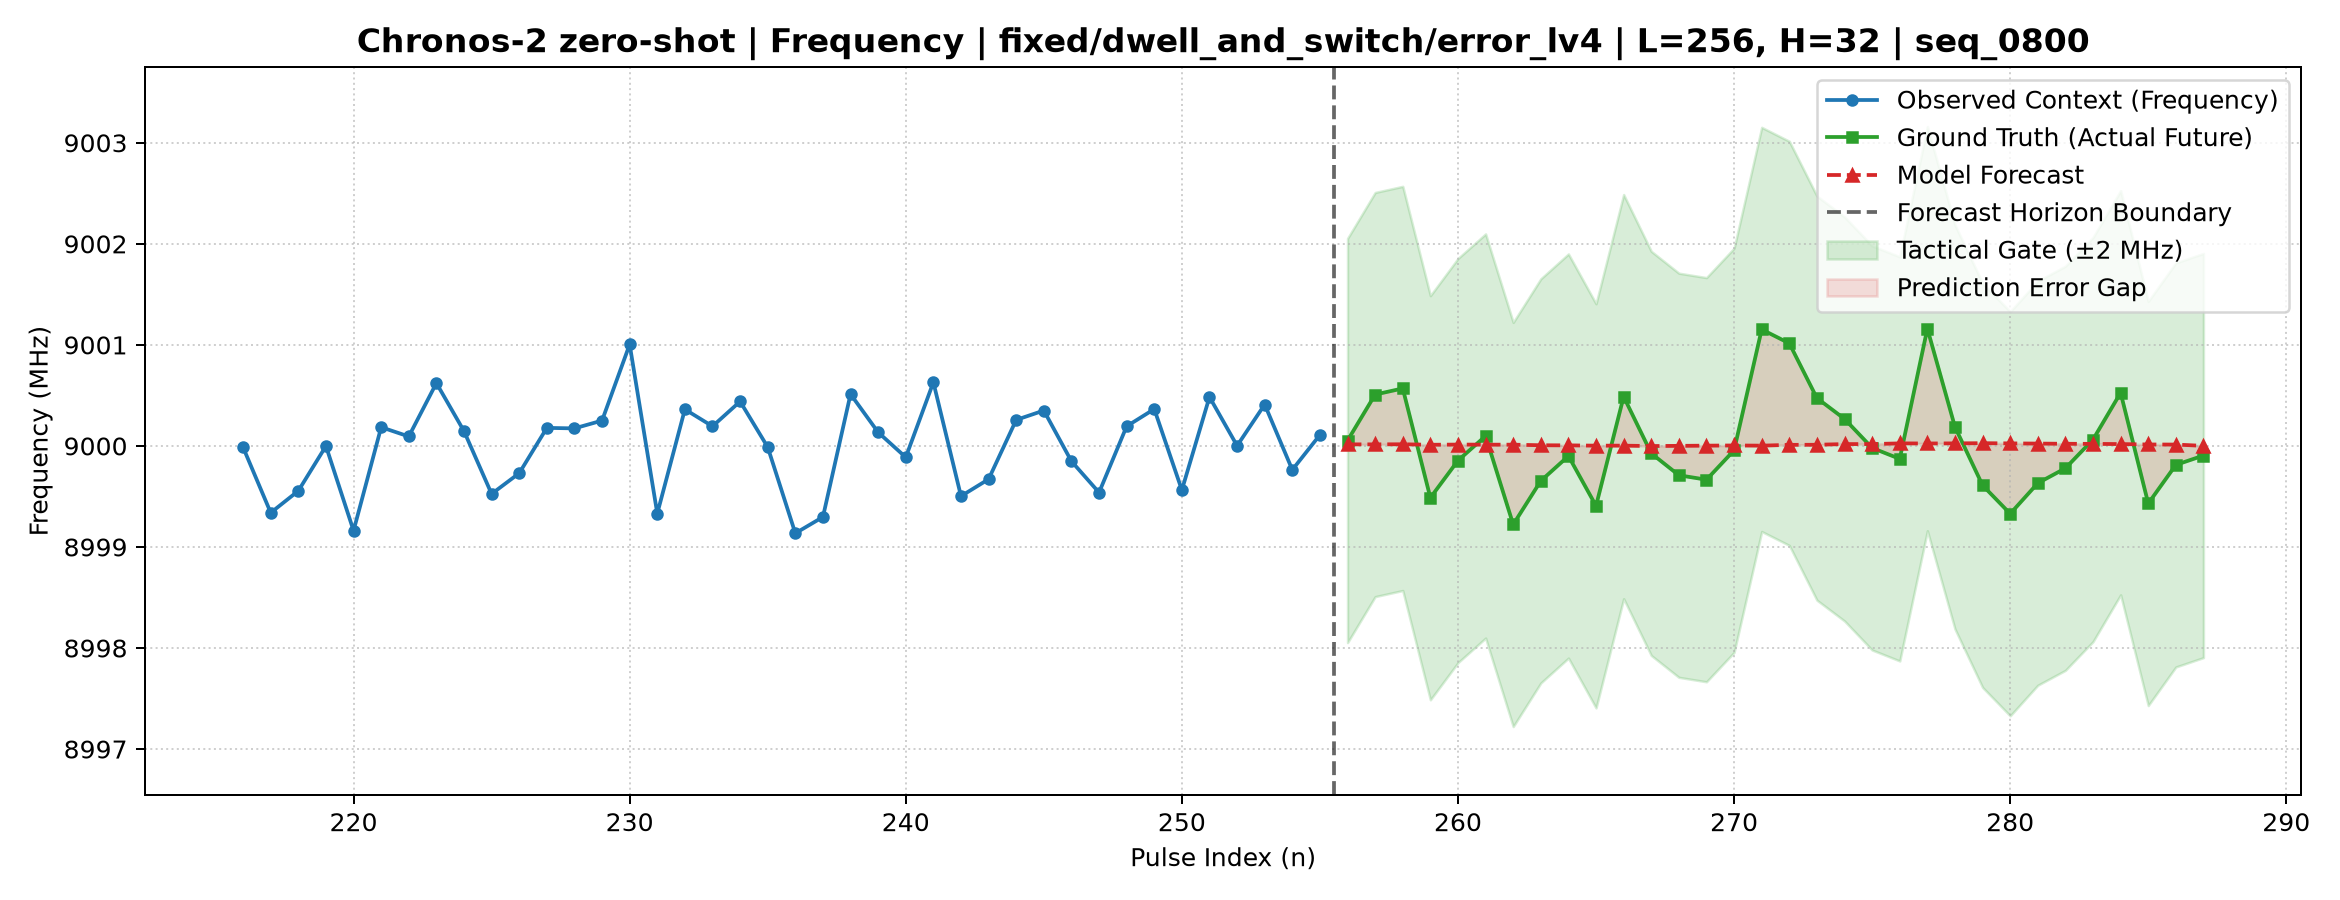 Chronos-2 zero-shot | Frequency | fixed/dwell_and_switch/error_lv4 | L=256, H=32 | seq_0800
Observed Context (Frequency)
Ground Truth (Actual Future)
Model Forecast
Forecast Horizon Boundary
Tactical Gate (±2 MHz)
Prediction Error Gap
Frequency (MHz)
9003
9002
9001
9000
8999
8998
8997
220 230 240 250 260 270 280 290
Pulse Index (n)